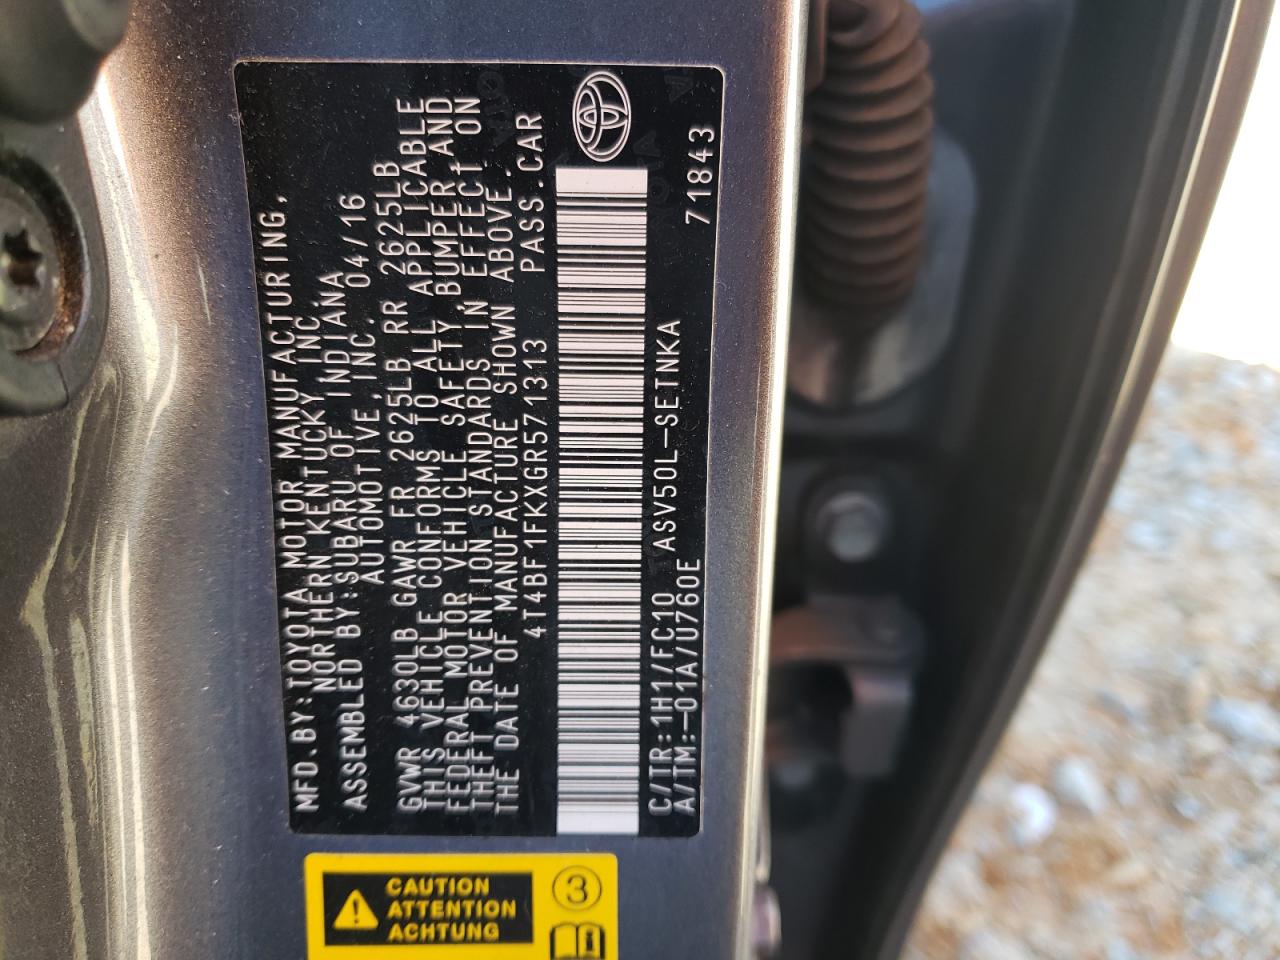 MFD.BY:TOYOTA MOTOR MANUFACTURING,
NORTHERN KENTUCKY INC.
ASSEMBLED BY:SUBARU OF INDIANA
AUTOMOTIVE,INC. 04/16
GVWR 4630LB GAWR FR 2625LB RR 2625LB
THIS VEHICLE CONFORMS TO ALL APPLICABLE
FEDERAL MOTOR VEHICLE SAFETY,BUMPER AND
THEFT PREVENTION STANDARDS IN EFFECT ON
THE DATE OF MANUFACTURE SHOWN ABOVE.
4T4BF1FKXGR571313 PASS.CAR
C/TR:1H1/FC10 ASV50L-SETNKA
A/TM:-01A/U760E 71843
CAUTION
ATTENTION
ACHTUNG
3